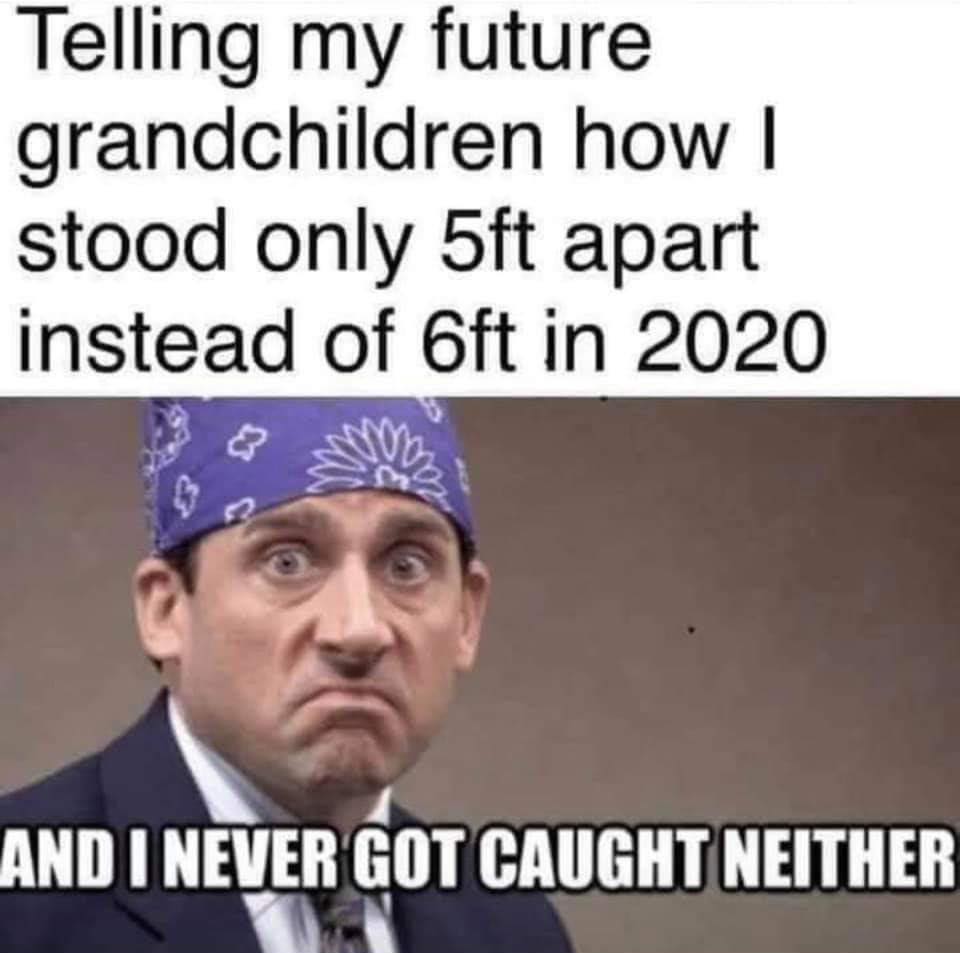 Telling my future
grandchildren how I
stood only 5ft apart
instead of 6ft in 2020
AND I NEVER GOT CAUGHT NEITHER